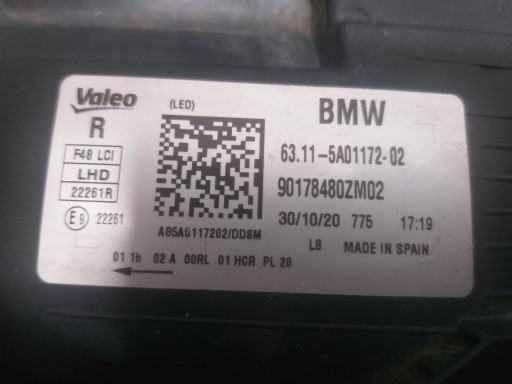 Valeo
(LED)
BMW
R
F48 LCI
LHD
22261R
E9 22261
63.11-5A01172-02
90178480ZM02
30/10/20 775 17:19
L8 MADE IN SPAIN
A85A0117202/DD8M
01 1b 02 A 00RL 01 HCR PL 20